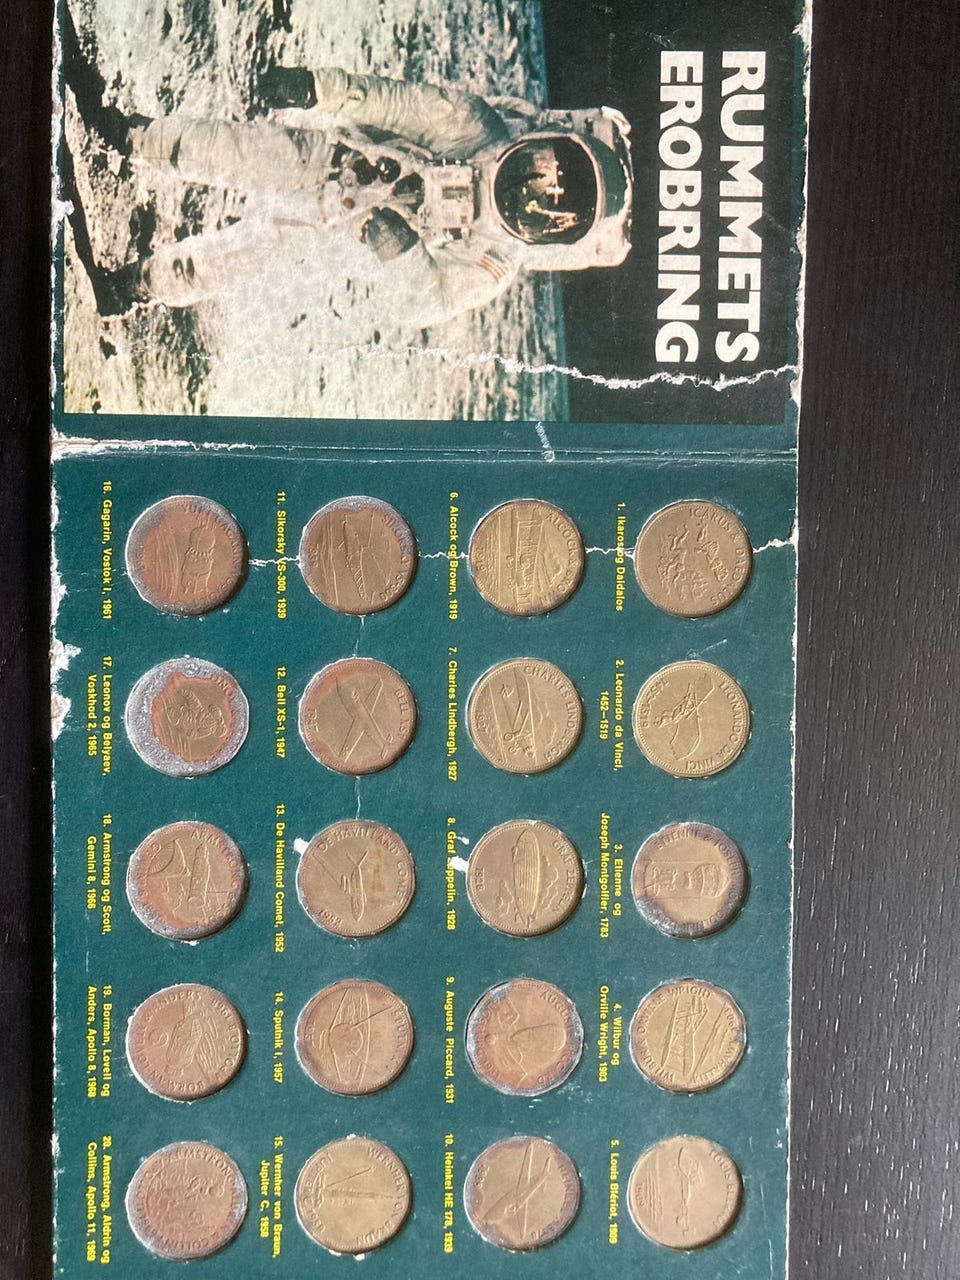 RUMMETS
EROBRING
1. Ikaros og Daidalos
2. Leonardo da Vinci,
1452–1519
3. Etienne og
Joseph Montgolfier, 1783
4. Wilbur og
Orville Wright, 1903
5. Louis Blériot, 1909
6. Alcock og Brown, 1919
7. Charles Lindbergh, 1927
8. Graf Zeppelin, 1928
9. Auguste Piccard, 1931
10. Heinkel HE 178, 1939
11. Sikorsky VS-300, 1939
12. Bell XS-1, 1947
13. De Havilland Comet, 1952
14. Sputnik I, 1957
15. Wernher von Braun,
Jupiter C, 1958
16. Gagarin, Vostok I, 1961
17. Leonov og Belyaev,
Voskhod 2, 1965
18. Armstrong og Scott,
Gemini 8, 1966
19. Borman, Lovell og
Anders, Apollo 8, 1968
20. Armstrong, Aldrin og
Collins, Apollo 11, 1969